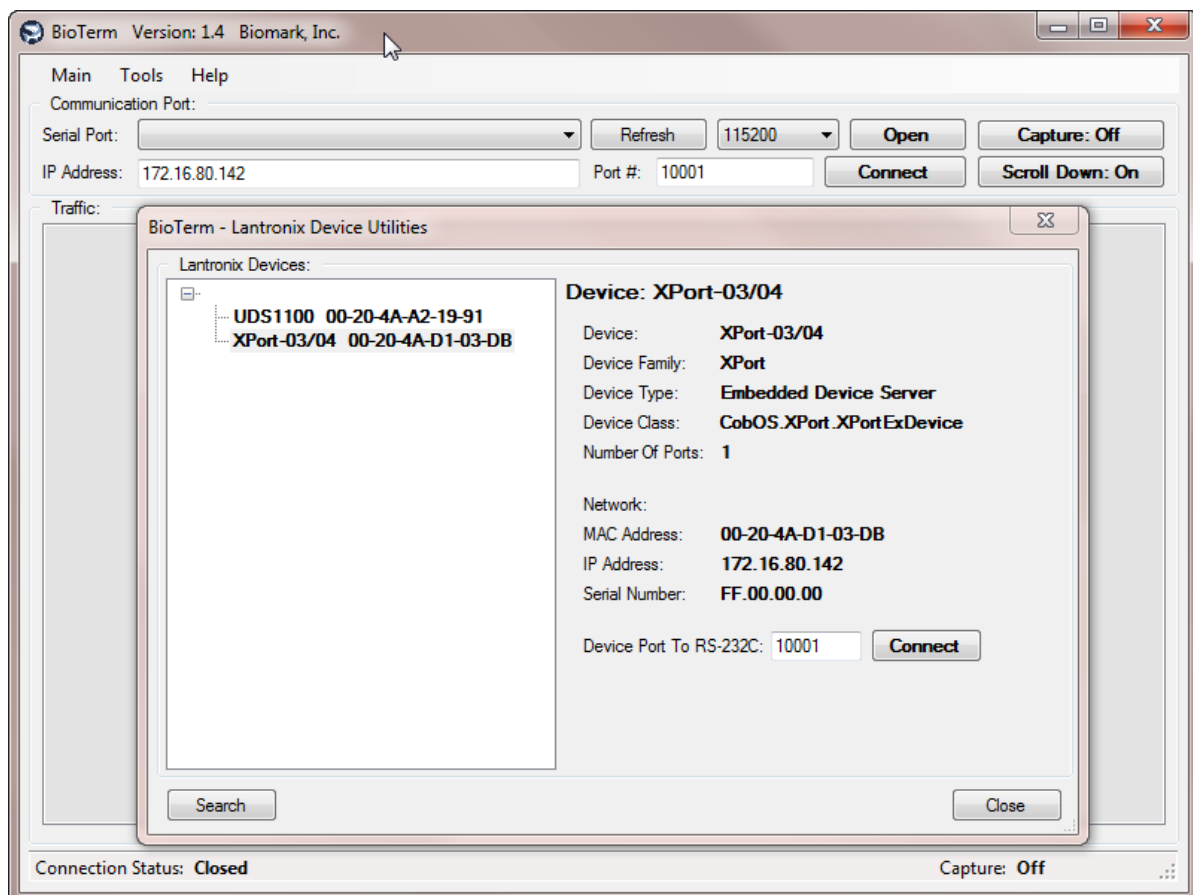 BioTerm Version: 1.4 Biomark, Inc.
Main Tools Help
Communication Port:
Serial Port: Refresh 115200 Open Capture: Off
IP Address: 172.16.80.142 Port #: 10001 Connect Scroll Down: On
Traffic:
BioTerm - Lantronix Device Utilities
Lantronix Devices:
UDS1100 00-20-4A-A2-19-91
XPort-03/04 00-20-4A-D1-03-DB
Device: XPort-03/04
Device: XPort-03/04
Device Family: XPort
Device Type: Embedded Device Server
Device Class: CobOS.XPort.XPortExDevice
Number Of Ports: 1
Network:
MAC Address: 00-20-4A-D1-03-DB
IP Address: 172.16.80.142
Serial Number: FF.00.00.00
Device Port To RS-232C: 10001 Connect
Search Close
Connection Status: Closed Capture: Off